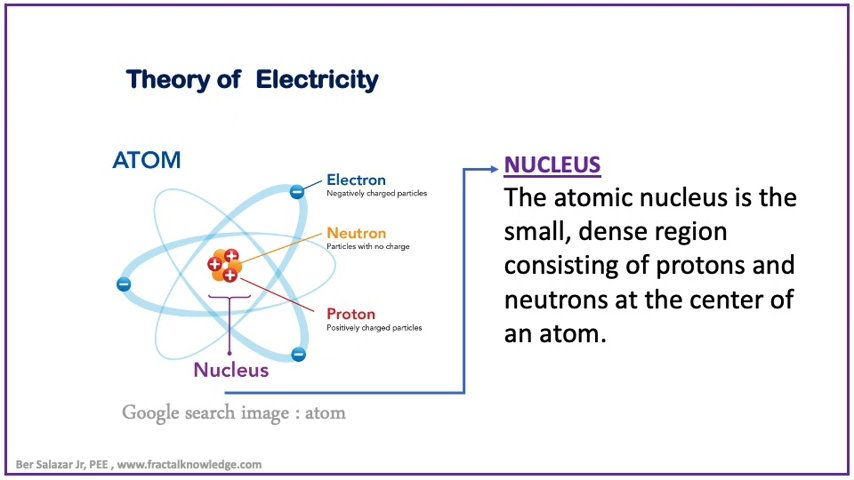 Theory of Electricity
ATOM
Electron
Negatively charged particles
Neutron
Particles with no charge
Proton
Positively charged particles
Nucleus
Google search image : atom
NUCLEUS
The atomic nucleus is the
small, dense region
consisting of protons and
neutrons at the center of
an atom.
Ber Salazar Jr, PEE , www.fractalknowledge.com